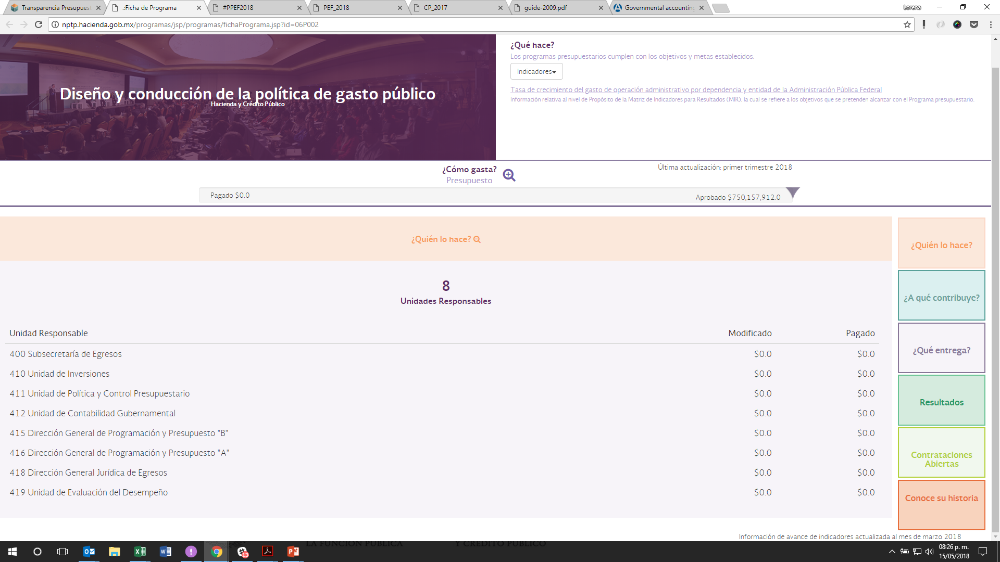 Transparencia Presupuest
.:Ficha de Programa
#PPEF2018
PEF_2018
CP_2017
guide-2009.pdf
Governmental accounting
Lorena
nptp.hacienda.gob.mx/programas/jsp/programas/fichaPrograma.jsp?id=06P002
Diseño y conducción de la política de gasto público
Hacienda y Crédito Público
¿Qué hace?
Los programas presupuestarios cumplen con los objetivos y metas establecidos.
Indicadores
Tasa de crecimiento del gasto de operación administrativo por dependencia y entidad de la Administración Pública Federal
Información relativa al nivel de Propósito de la Matriz de Indicadores para Resultados (MIR), la cual se refiere a los objetivos que se pretenden alcanzar con el Programa presupuestario.
¿Cómo gasta?
Presupuesto
Última actualización: primer trimestre 2018
Pagado $0.0
Aprobado $750,157,912.0
¿Quién lo hace?
8
Unidades Responsables
Unidad Responsable Modificado Pagado
400 Subsecretaría de Egresos $0.0 $0.0
410 Unidad de Inversiones $0.0 $0.0
411 Unidad de Política y Control Presupuestario $0.0 $0.0
412 Unidad de Contabilidad Gubernamental $0.0 $0.0
415 Dirección General de Programación y Presupuesto "B" $0.0 $0.0
416 Dirección General de Programación y Presupuesto "A" $0.0 $0.0
418 Dirección General Jurídica de Egresos $0.0 $0.0
419 Unidad de Evaluación del Desempeño $0.0 $0.0
¿Quién lo hace?
¿A qué contribuye?
¿Qué entrega?
Resultados
Contrataciones
Abiertas
Conoce su historia
Información de avance de indicadores actualizada al mes de marzo 2018
LA FUNCIÓN PÚBLICA
Y CRÉDITO PÚBLICO
13
08:26 p. m.
15/05/2018